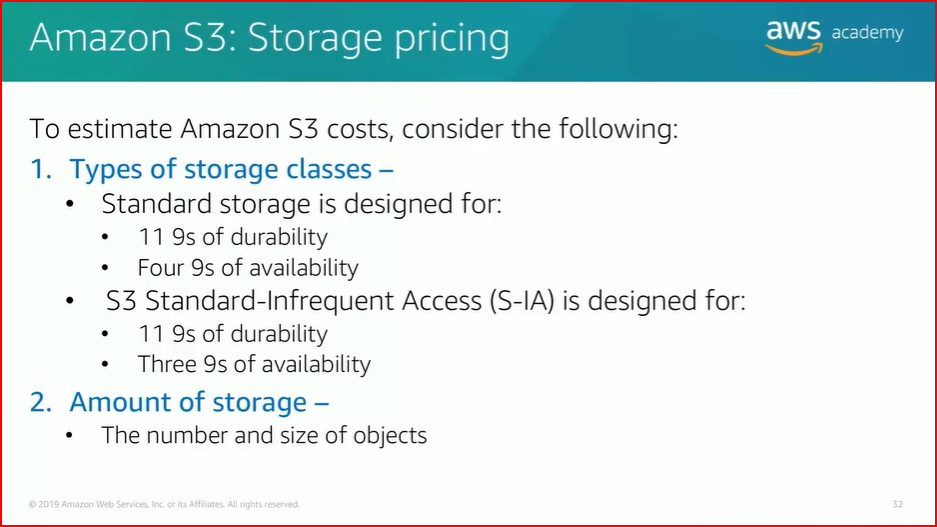 Amazon S3: Storage pricing
aws academy
To estimate Amazon S3 costs, consider the following:
1. Types of storage classes –
• Standard storage is designed for:
• 11 9s of durability
• Four 9s of availability
• S3 Standard-Infrequent Access (S-IA) is designed for:
• 11 9s of durability
• Three 9s of availability
2. Amount of storage –
• The number and size of objects
© 2019 Amazon Web Services, Inc. or its Affiliates. All rights reserved.
32